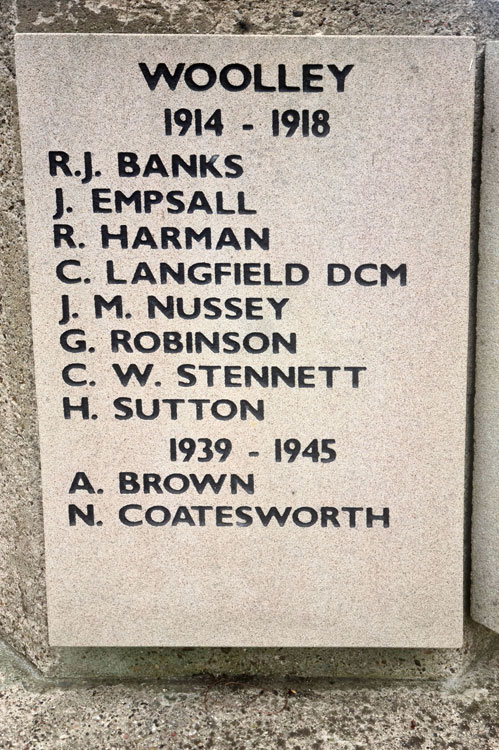 WOOLLEY
1914 - 1918
R.J. BANKS
J. EMPSALL
R. HARMAN
C. LANGFIELD DCM
J. M. NUSSEY
G. ROBINSON
C. W. STENNETT
H. SUTTON
1939 - 1945
A. BROWN
N. COATESWORTH